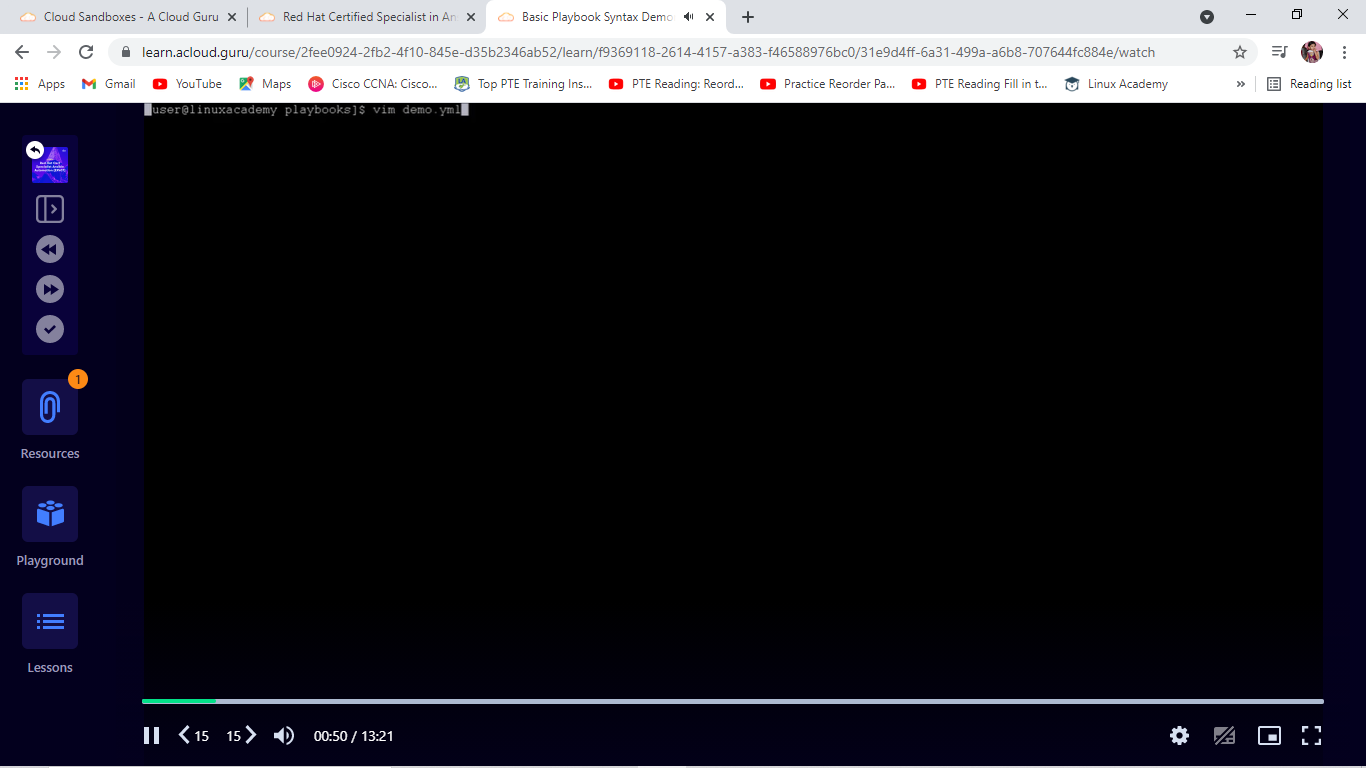 Cloud Sandboxes - A Cloud Guru
Red Hat Certified Specialist in An
Basic Playbook Syntax Demo
learn.acloud.guru/course/2fee0924-2fb2-4f10-845e-d35b2346ab52/learn/f9369118-2614-4157-a383-f46588976bc0/31e9d4ff-6a31-499a-a6b8-707644fc884e/watch
Apps Gmail YouTube Maps Cisco CCNA: Cisco... Top PTE Training Ins... PTE Reading: Reord... Practice Reorder Pa... PTE Reading Fill in t... Linux Academy » Reading list
user@linuxacademy playbooks]$ vim demo.yml
1
Resources
Playground
Lessons
15 15 00:50 / 13:21